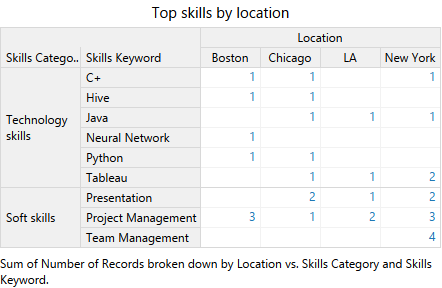 Top skills by location
Location
Skills Catego.. Skills Keyword Boston Chicago LA New York
Technology skills
C+ 1 1 1
Hive 1 1
Java 1 1 1
Neural Network 1
Python 1 1
Tableau 1 1 2
Soft skills
Presentation 2 1 2
Project Management 3 1 2 3
Team Management 4
Sum of Number of Records broken down by Location vs. Skills Category and Skills
Keyword.